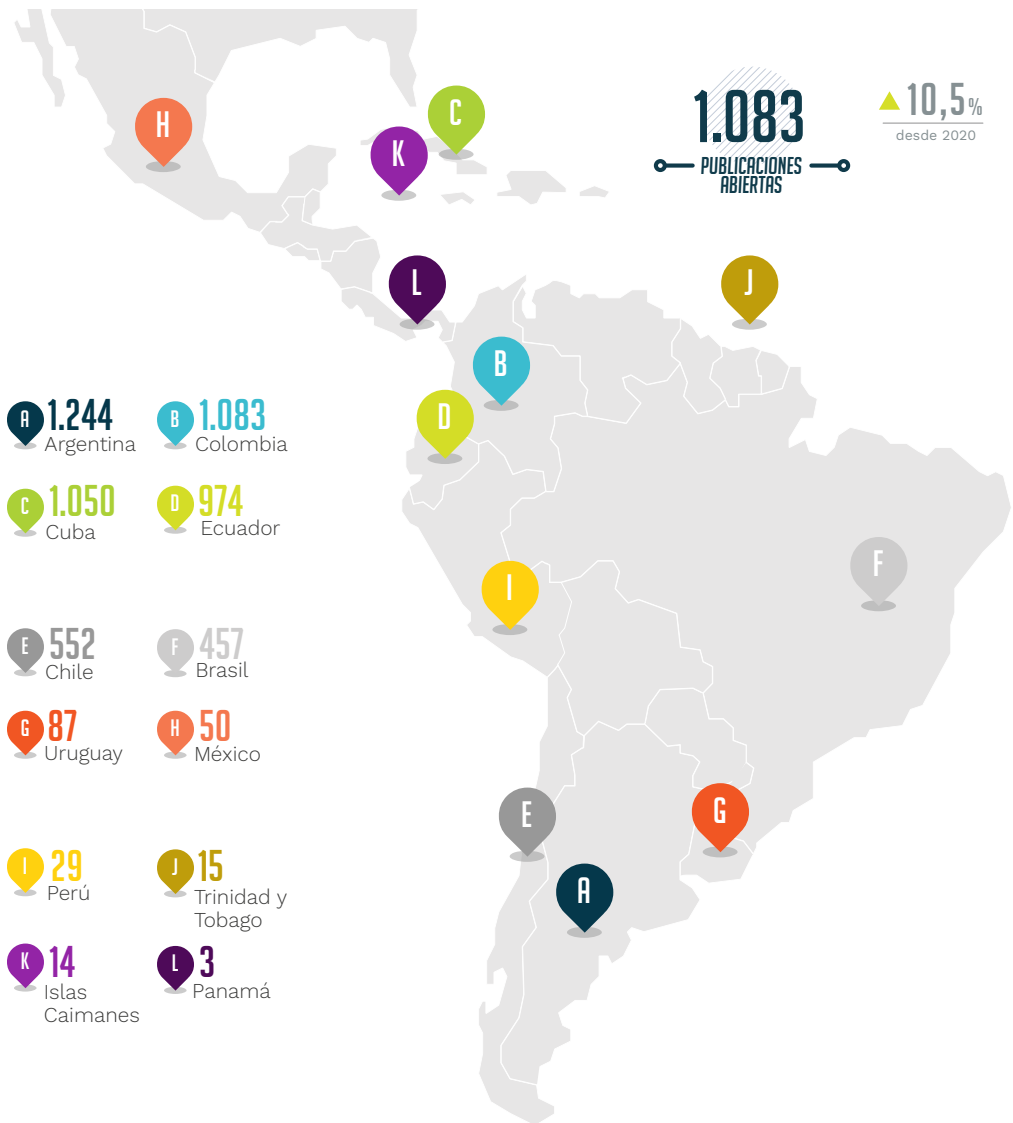 1.083
PUBLICACIONES
ABIERTAS
10,5%
desde 2020
H
C
K
L
J
B
D
I
F
E
G
A
A 1.244
Argentina
B 1.083
Colombia
C 1.050
Cuba
D 974
Ecuador
E 552
Chile
F 457
Brasil
G 87
Uruguay
H 50
México
I 29
Perú
J 15
Trinidad y
Tobago
K 14
Islas
Caimanes
L 3
Panamá